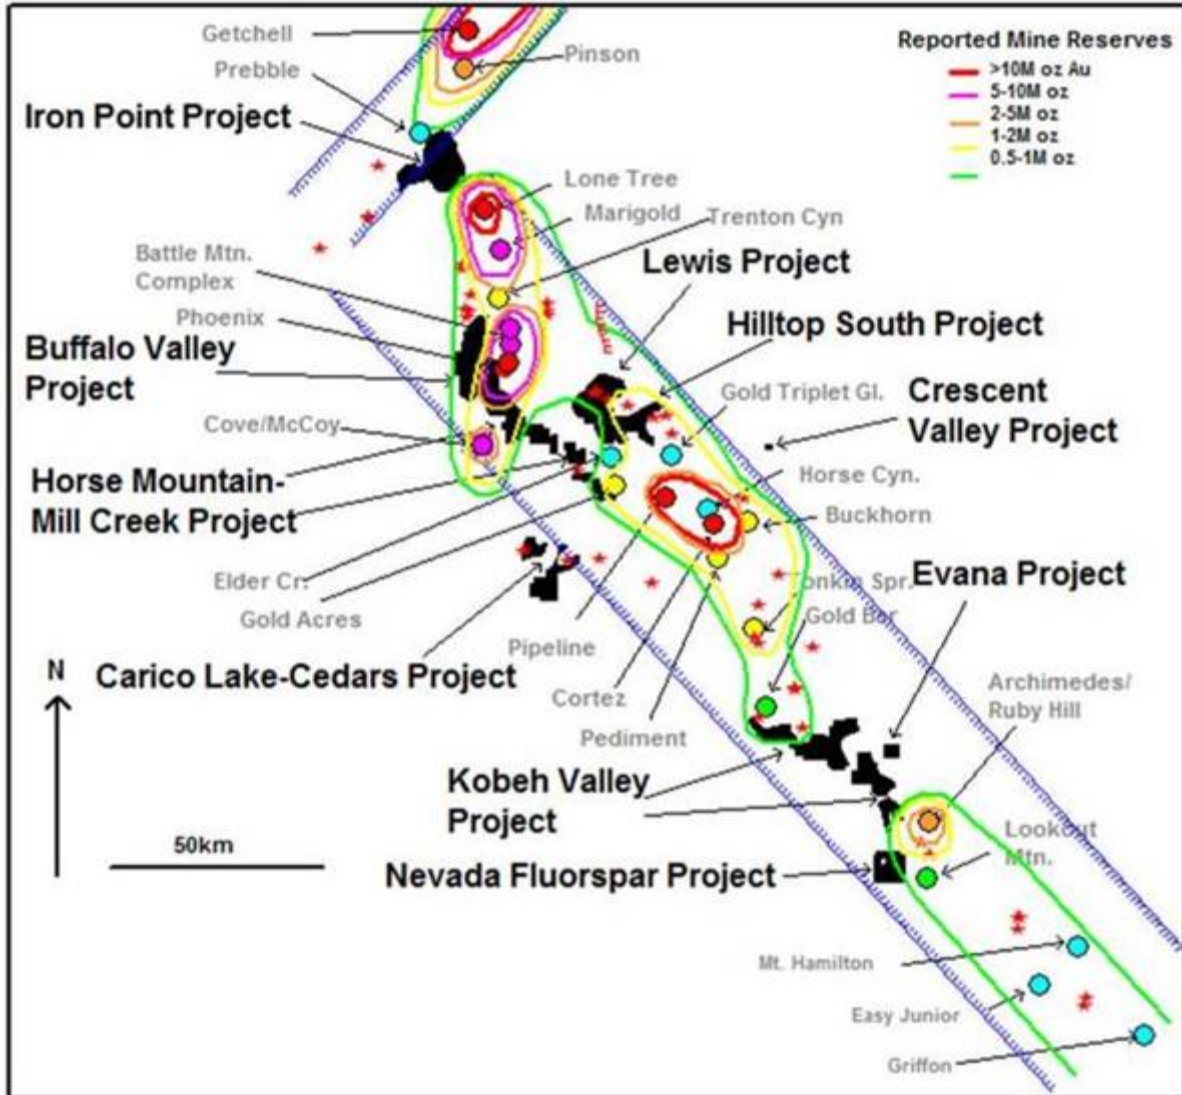 Getchell
Prebble
Pinson
Iron Point Project
Reported Mine Reserves
>10M oz Au
5-10M oz
2-5M oz
1-2M oz
0.5-1M oz
Lone Tree
Marigold
Trenton Cyn
Battle Mtn.
Complex
Phoenix
Lewis Project
Hilltop South Project
Buffalo Valley
Project
Gold Triplet Gl.
Crescent
Valley Project
Cove/McCoy
Horse Mountain-
Mill Creek Project
Horse Cyn.
Buckhorn
Elder Cr.
Gold Acres
onkin Spr.
Evana Project
Gold Bar
Pipeline
N
Carico Lake-Cedars Project
Cortez
Pediment
Archimedes/
Ruby Hill
Kobeh Valley
Project
50km
Lookout
Mtn.
Nevada Fluorspar Project
Mt. Hamilton
Easy Junior
Griffon